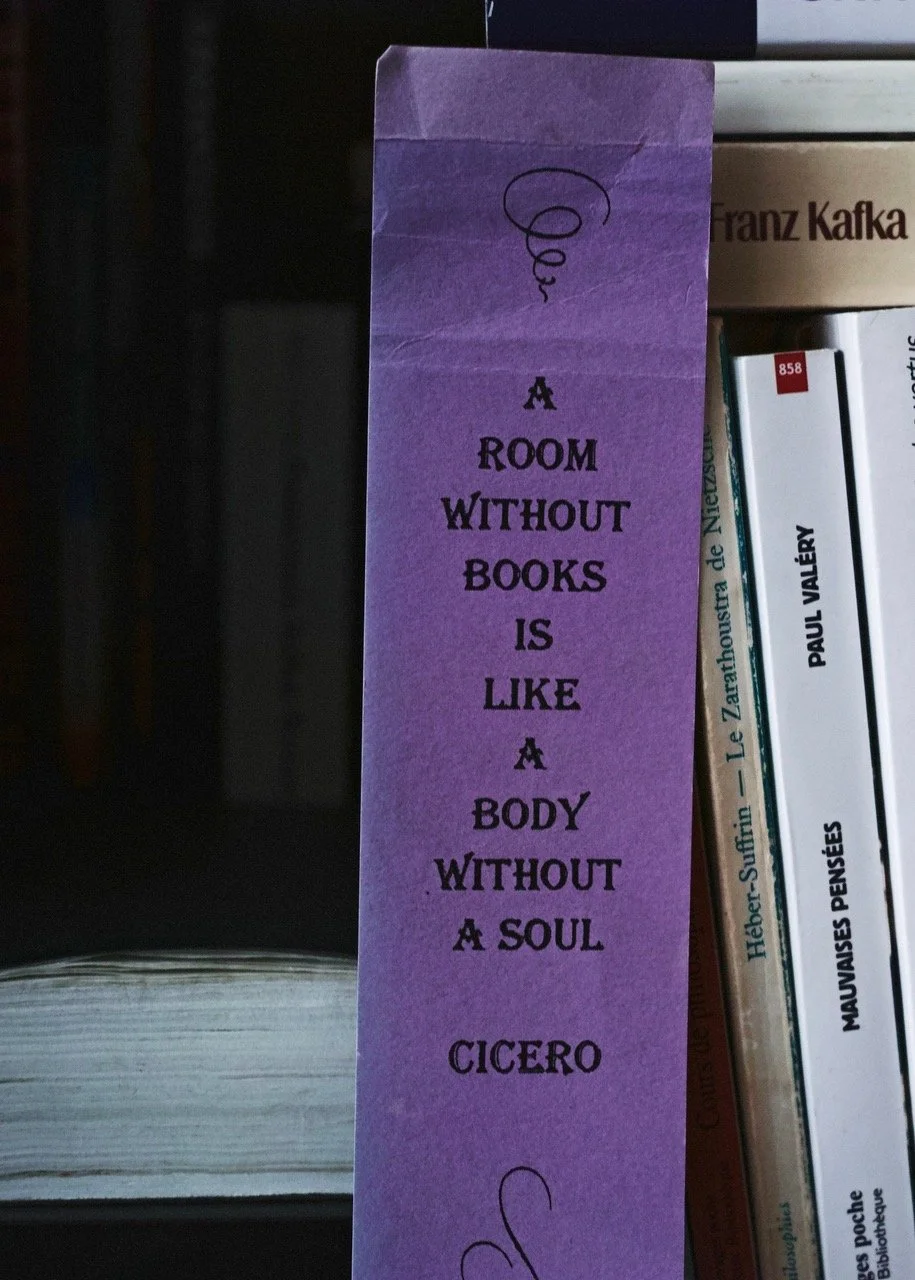 A
ROOM
WITHOUT
BOOKS
IS
LIKE
A
BODY
WITHOUT
A SOUL
CICERO
Franz Kafka
Héber-Suffrin — Le Zarathoustra de Nietzsche
858
PAUL VALÉRY
MAUVAISES PENSÉES
Bibliothèque